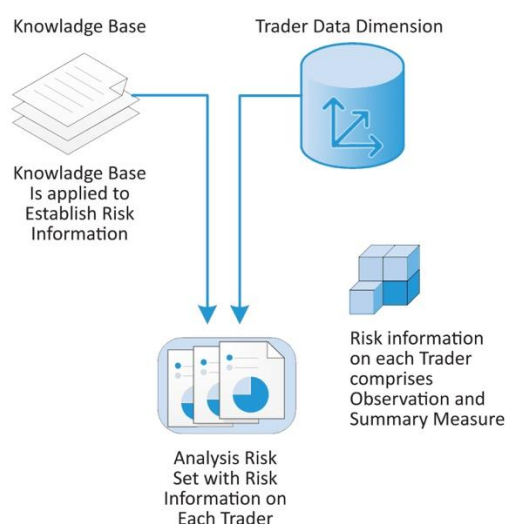 Knowladge Base
Trader Data Dimension
Knowladge Base
Is applied to
Establish Risk
Information
Risk information
on each Trader
comprises
Observation and
Summary Measure
Analysis Risk
Set with Risk
Information on
Each Trader